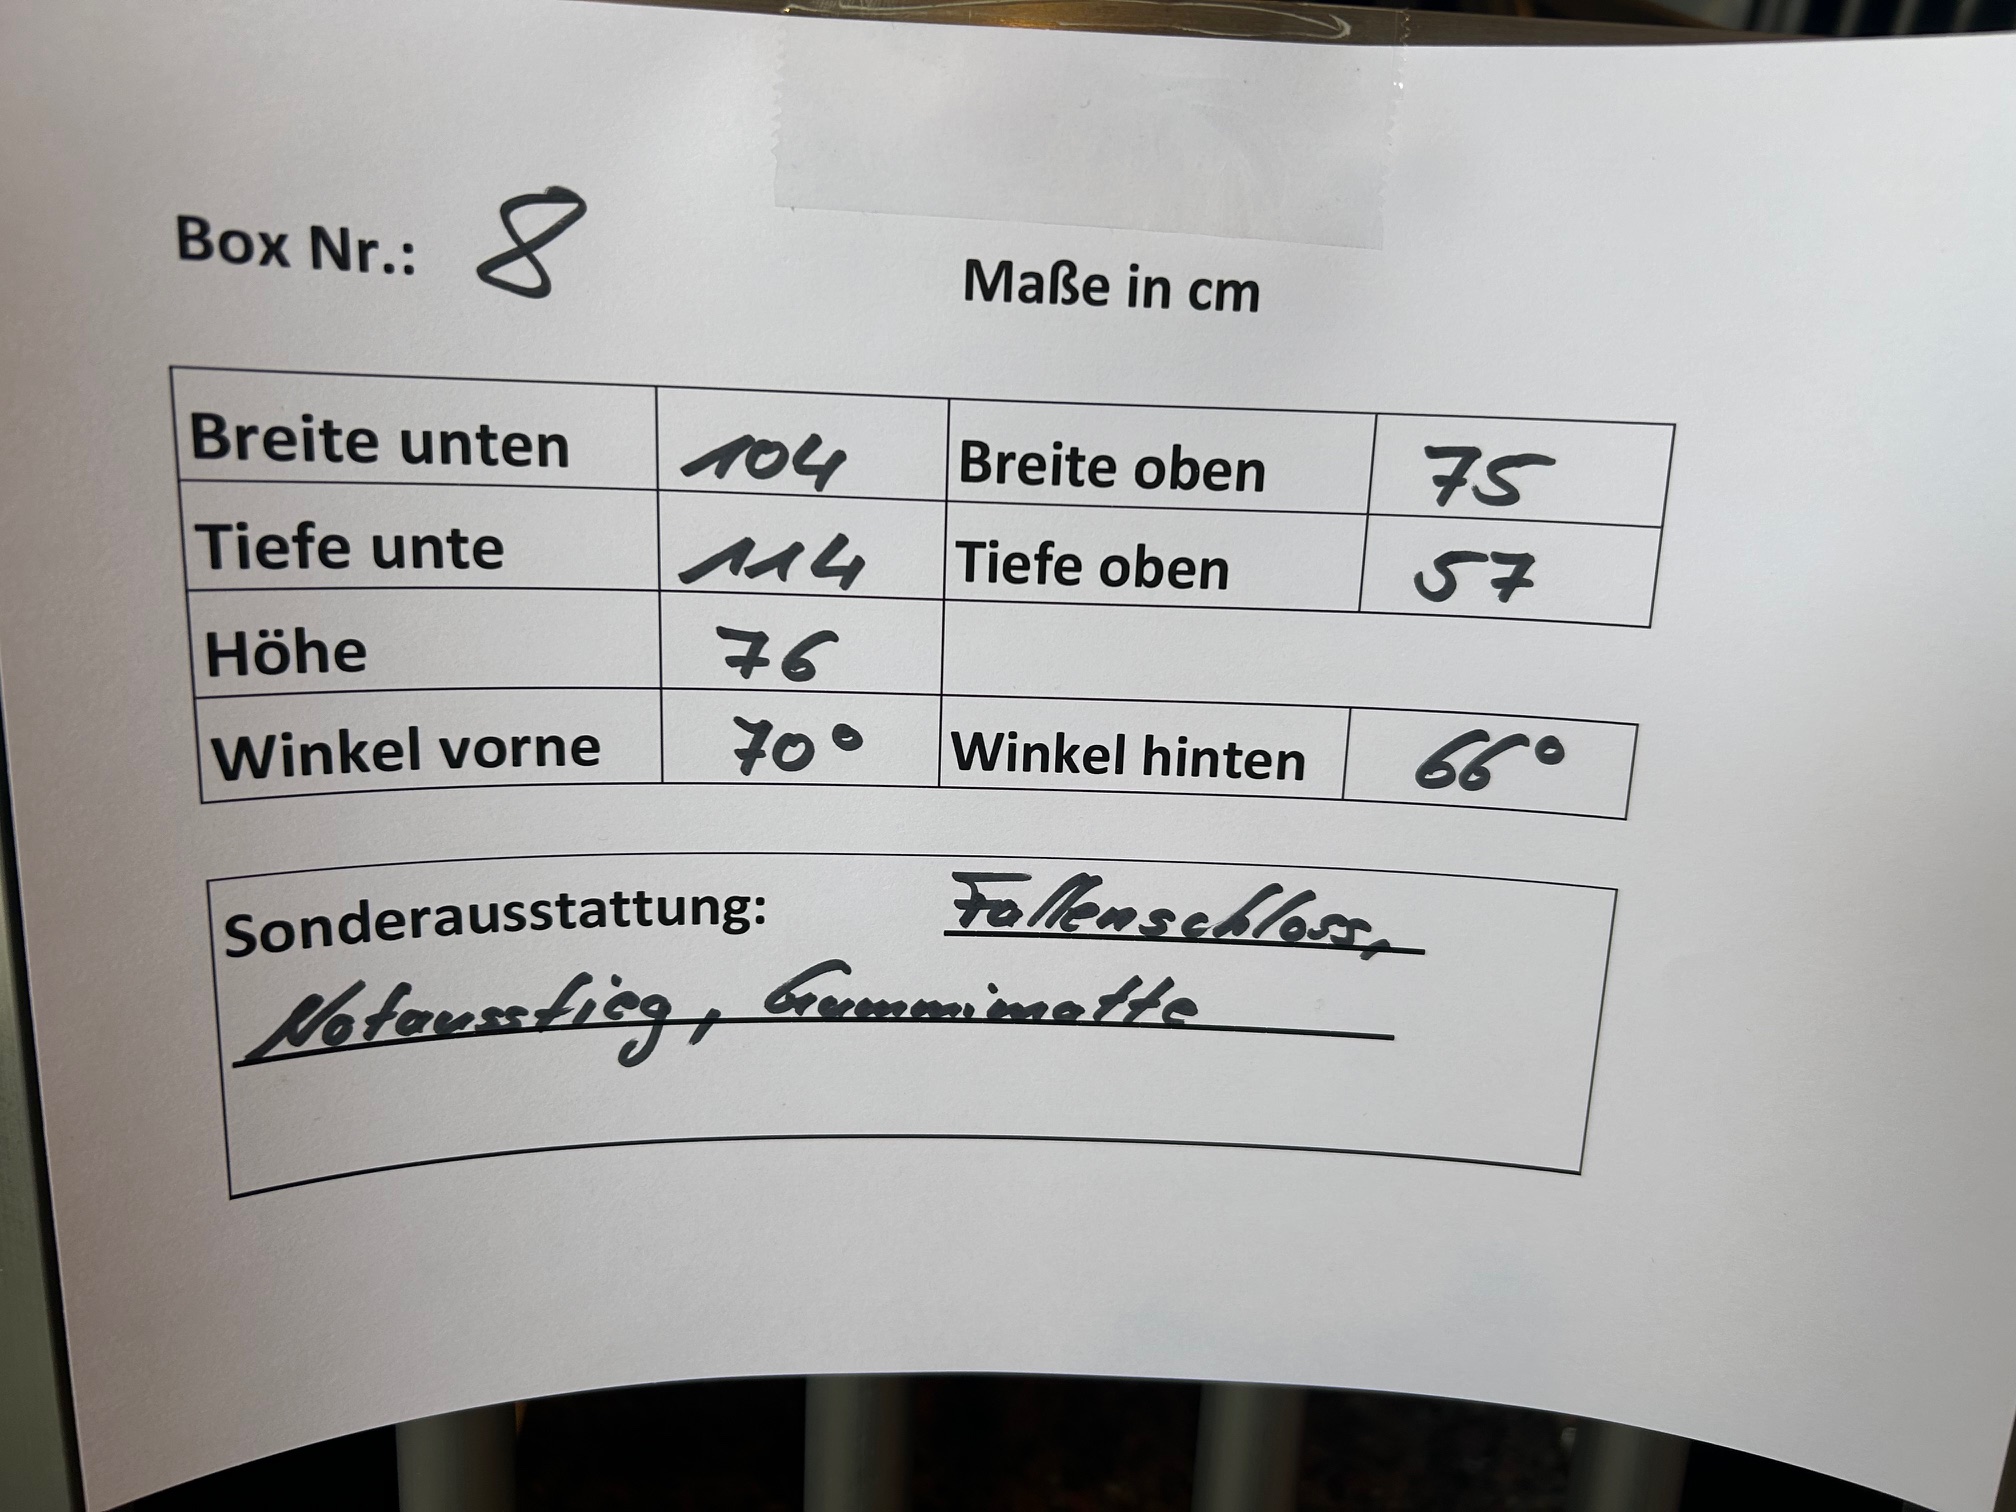 Box Nr.: 8
Maße in cm
Breite unten 104 Breite oben 75
Tiefe unte 114 Tiefe oben 57
Höhe 76
Winkel vorne 70° Winkel hinten 66°
Sonderausstattung: Fallenschloss,
Notausstieg, Gummimatte